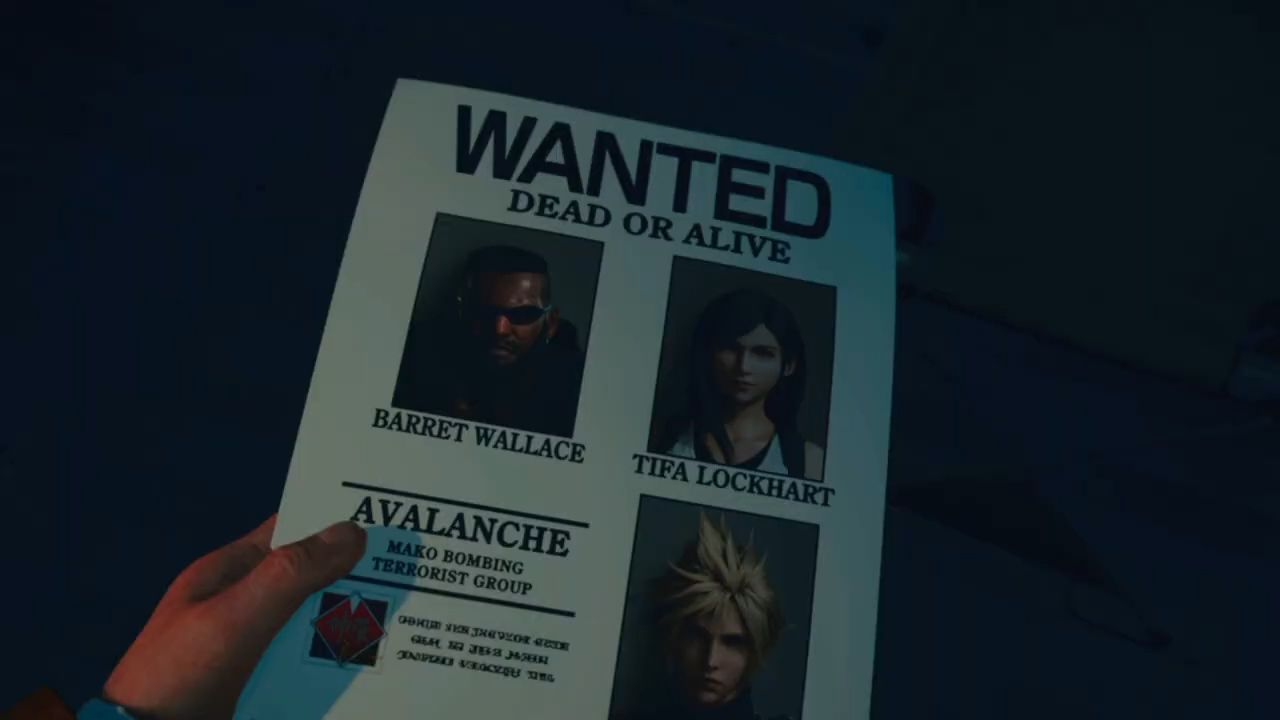 WANTED
DEAD OR ALIVE
BARRET WALLACE
TIFA LOCKHART
AVALANCHE
MAKO BOMBING
TERRORIST GROUP